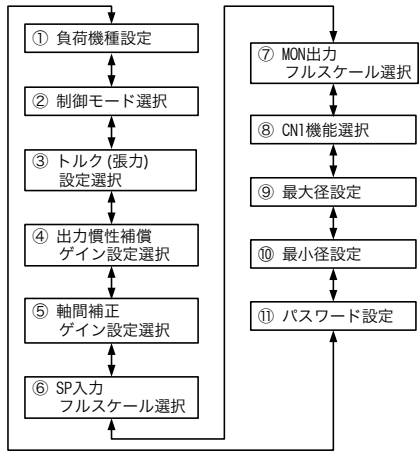 ① 負荷機種設定
② 制御モード選択
③ トルク(張力)
設定選択
④ 出力慣性補償
ゲイン設定選択
⑤ 軸間補正
ゲイン設定選択
⑥ SP入力
フルスケール選択
⑦ MON出力
フルスケール選択
⑧ CN1機能選択
⑨ 最大径設定
⑩ 最小径設定
⑪ パスワード設定